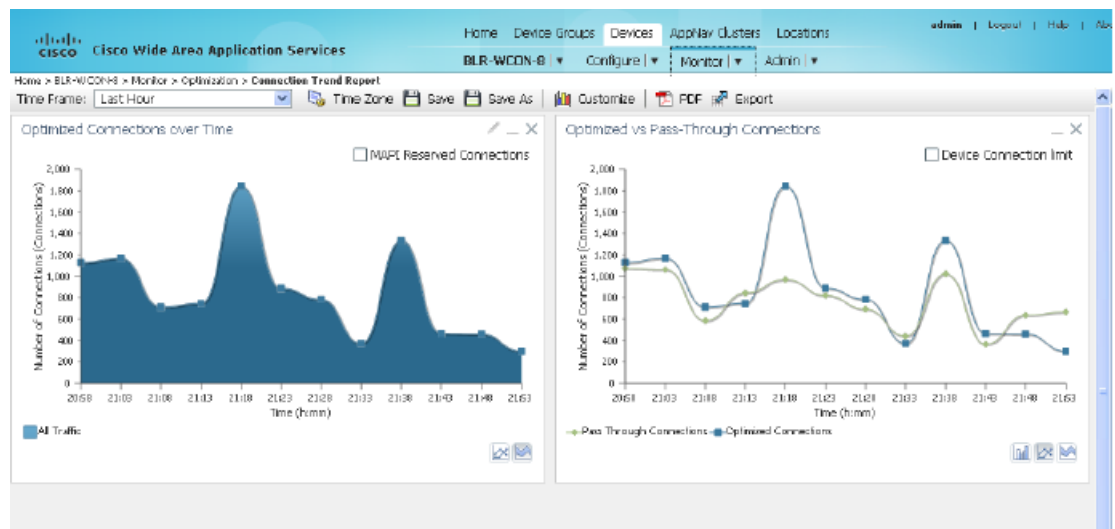 Home Device Groups Devices AppNav Clusters Locations
admin | Logout | Help | Abo
CISCO Cisco Wide Area Application Services
BLR-WCON-8 | Configure | Monitor | Admin |
Home > BLR-WCON-8 > Monitor > Optimization > Connection Trend Report
Time Frame: Last Hour Time Zone Save Save As | Customize | PDF Export
Optimized Connections over Time
MAPI Reserved Connections
Number of Connections (Connections)
2,000
1,800
1,600
1,400
1,200
1,000
800
600
400
200
0
20:58 21:03 21:08 21:13 21:18 21:23 21:28 21:33 21:38 21:43 21:48 21:53
Time (h:mm)
All Traffic
Optimized vs Pass-Through Connections
Device Connection limit
Number of Connections (Connections)
2,000
1,800
1,600
1,400
1,200
1,000
800
600
400
200
0
20:58 21:03 21:08 21:13 21:18 21:23 21:28 21:33 21:38 21:43 21:48 21:53
Time (h:mm)
Pass Through Connections Optimized Connections